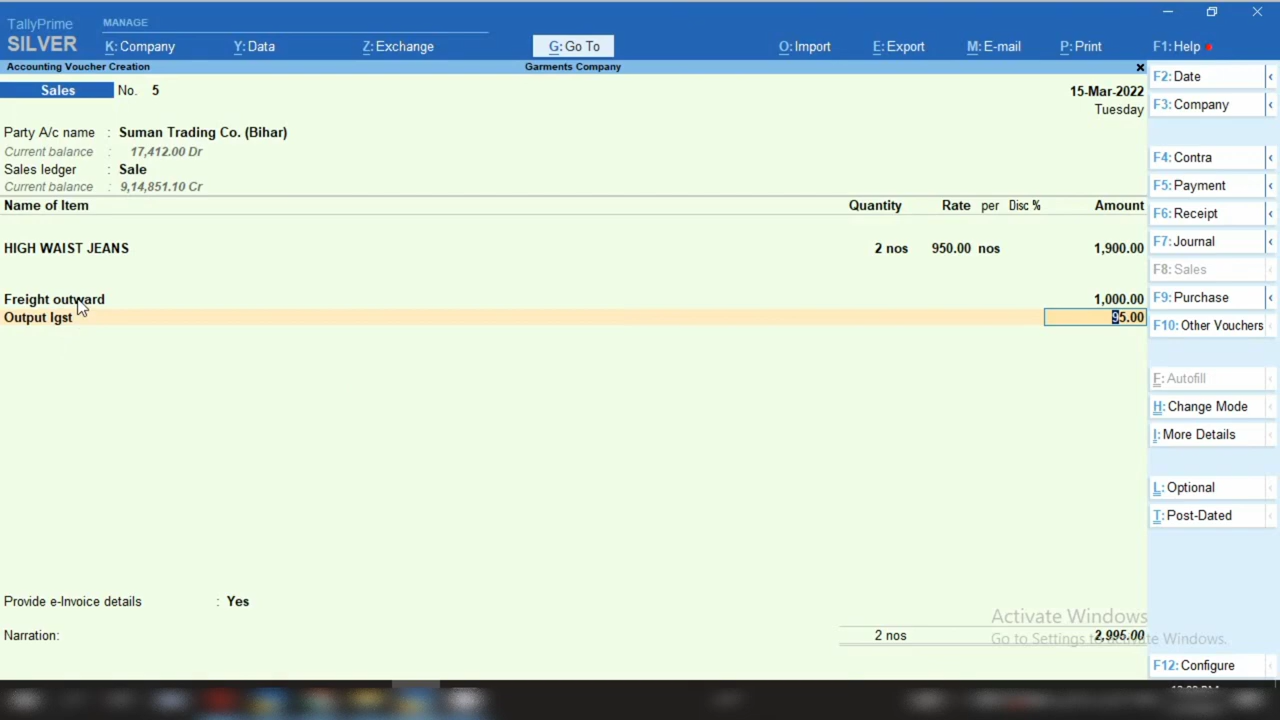 TallyPrime MANAGE
SILVER K: Company Y: Data Z: Exchange G: Go To O: Import E: Export M: E-mail P: Print F1: Help
Accounting Voucher Creation Garments Company
Sales No. 5 15-Mar-2022
Tuesday
Party A/c name : Suman Trading Co. (Bihar)
Current balance : 17,412.00 Dr
Sales ledger : Sale
Current balance : 9,14,851.10 Cr
Name of Item Quantity Rate per Disc % Amount
HIGH WAIST JEANS 2 nos 950.00 nos 1,900.00
Freight outward 1,000.00
Output Igst 95.00
Provide e-Invoice details : Yes
Narration: 2 nos 2,995.00
F2: Date
F3: Company
F4: Contra
F5: Payment
F6: Receipt
F7: Journal
F8: Sales
F9: Purchase
F10: Other Vouchers
F: Autofill
H: Change Mode
I: More Details
L: Optional
T: Post-Dated
Activate Windows
Go to Settings to activate Windows.
F12: Configure